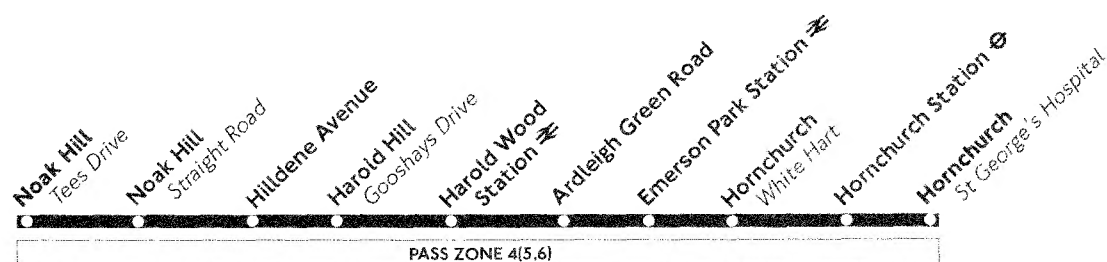 Noak Hill
Tees Drive
Noak Hill
Straight Road
Hilldene Avenue
Harold Hill
Gooshays Drive
Harold Wood
Station
Ardleigh Green Road
Emerson Park Station
Hornchurch
White Hart
Hornchurch Station
Hornchurch
St George's Hospital
PASS ZONE 4(5,6)